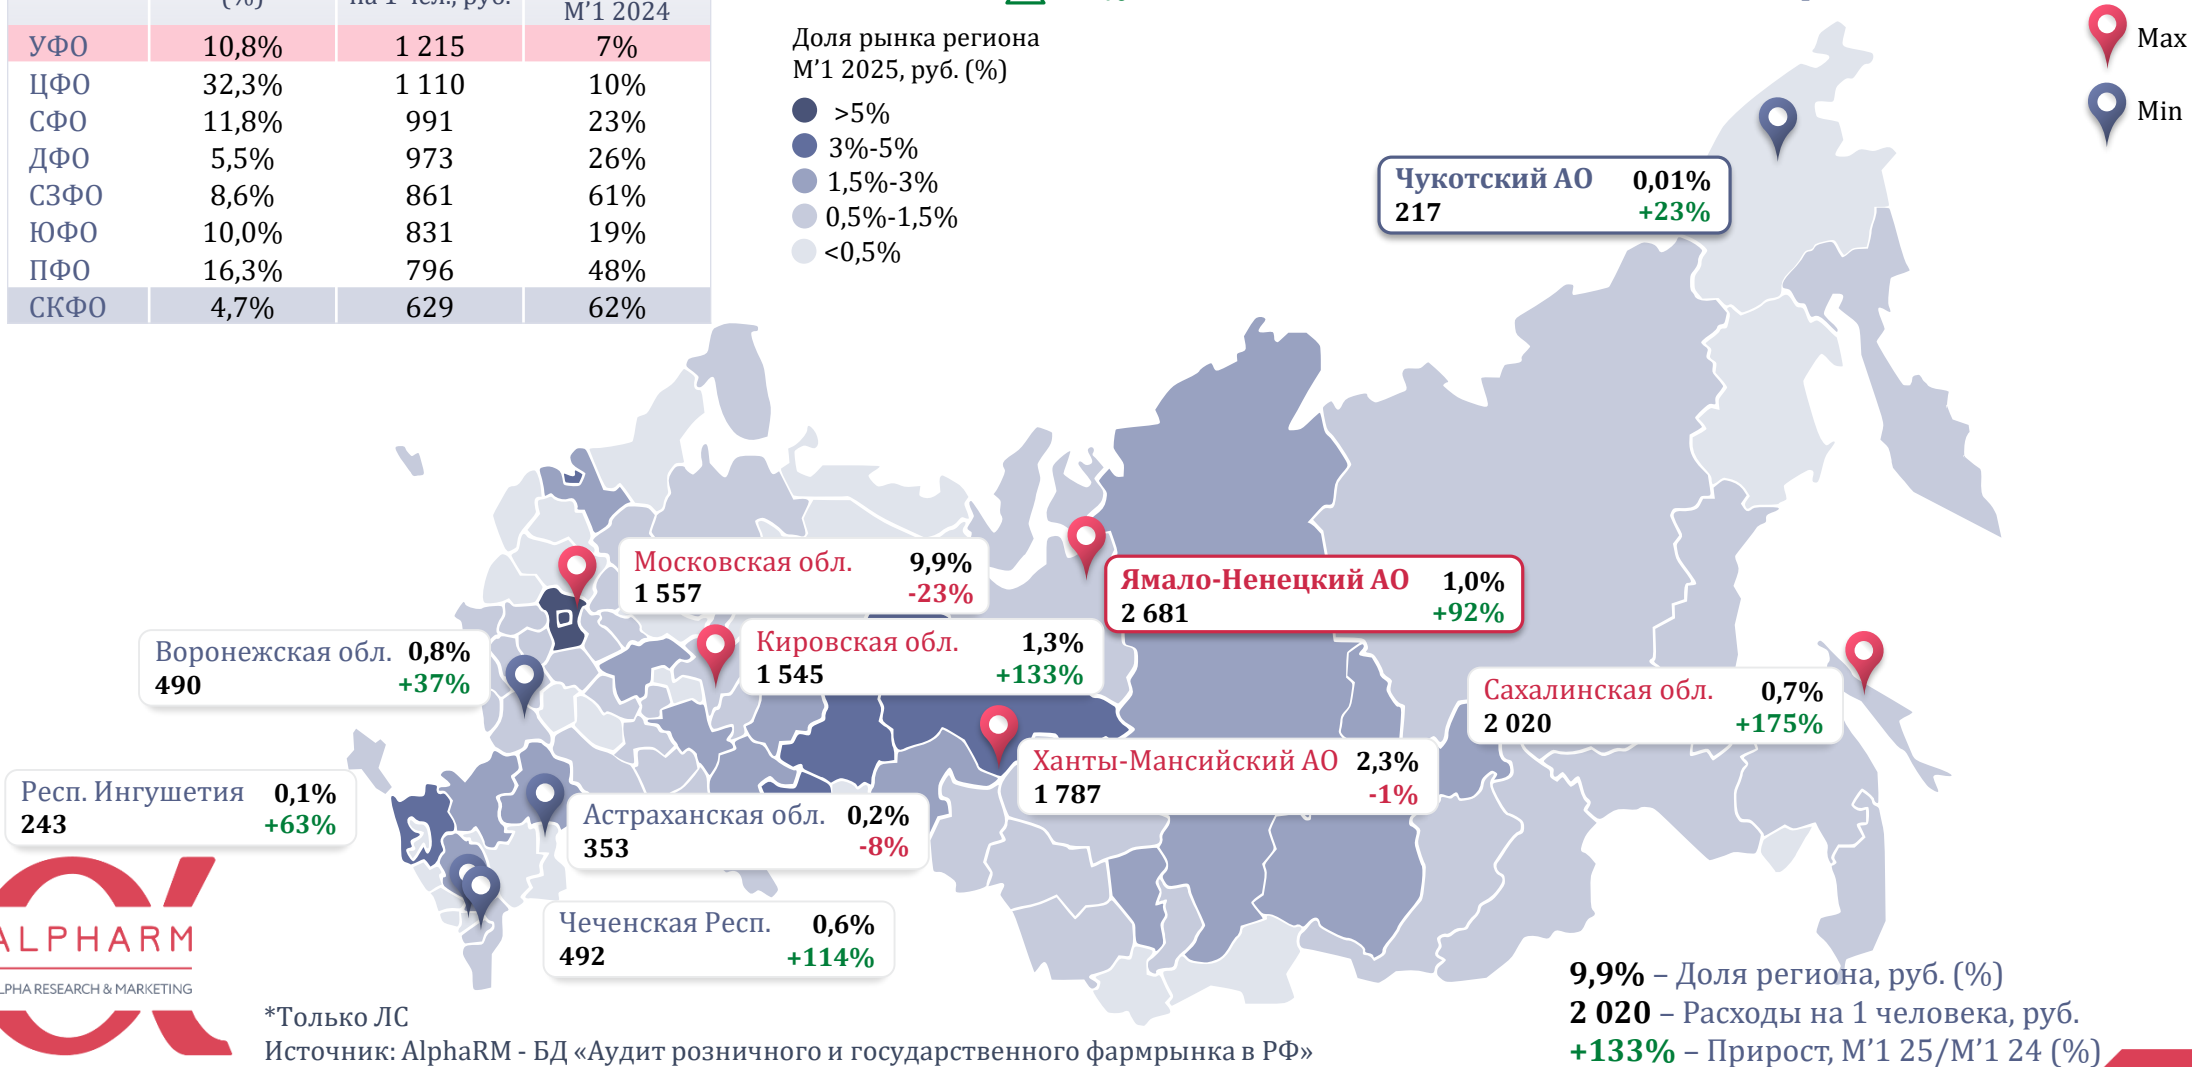 (%) на 1 чел., руб. М’1 2024
УФО 10,8% 1 215 7%
ЦФО 32,3% 1 110 10%
СФО 11,8% 991 23%
ДФО 5,5% 973 26%
СЗФО 8,6% 861 61%
ЮФО 10,0% 831 19%
ПФО 16,3% 796 48%
СКФО 4,7% 629 62%
Доля рынка региона
М’1 2025, руб. (%)
>5%
3%-5%
1,5%-3%
0,5%-1,5%
<0,5%
Max
Min
Чукотский АО 0,01%
217 +23%
Московская обл. 9,9%
1 557 -23%
Ямало-Ненецкий АО 1,0%
2 681 +92%
Кировская обл. 1,3%
1 545 +133%
Воронежская обл. 0,8%
490 +37%
Сахалинская обл. 0,7%
2 020 +175%
Ханты-Мансийский АО 2,3%
1 787 -1%
Респ. Ингушетия 0,1%
243 +63%
Астраханская обл. 0,2%
353 -8%
Чеченская Респ. 0,6%
492 +114%
ALPHARM
LPHA RESEARCH & MARKETING
*Только ЛС
Источник: AlphaRM - БД «Аудит розничного и государственного фармрынка в РФ»
9,9% – Доля региона, руб. (%)
2 020 – Расходы на 1 человека, руб.
+133% – Прирост, М’1 25/М’1 24 (%)